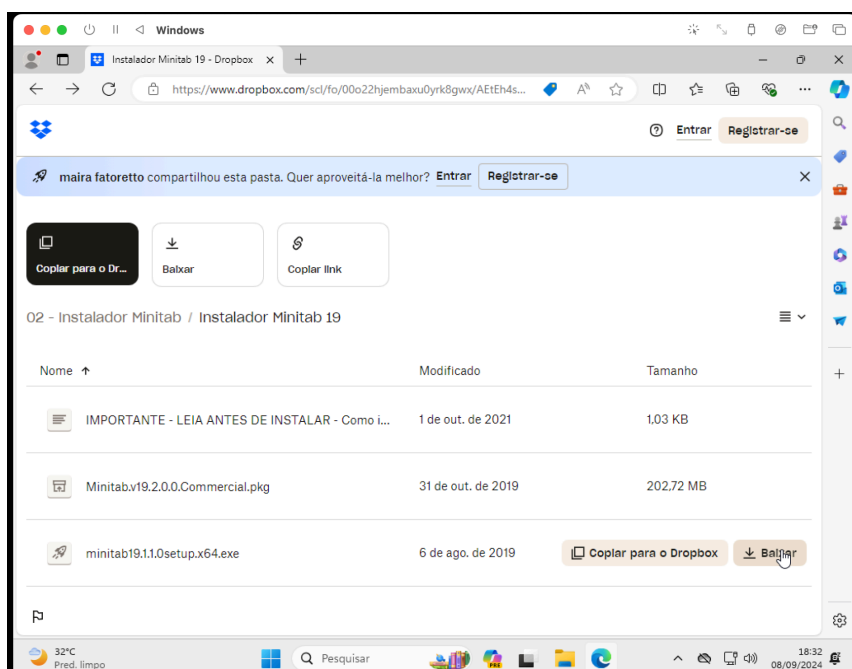 Windows
Instalador Minitab 19 - Dropbox
https://www.dropbox.com/scl/fo/00o22hjembaxu0yrk8gwx/AEtEh4s...
Entrar
Registrar-se
maira fatoretto compartilhou esta pasta. Quer aproveitá-la melhor? Entrar Registrar-se
Copiar para o Dr...
Baixar
Copiar link
02 - Instalador Minitab / Instalador Minitab 19
Nome Modificado Tamanho
IMPORTANTE - LEIA ANTES DE INSTALAR - Como i... 1 de out. de 2021 1,03 KB
Minitab.v19.2.0.0.Commercial.pkg 31 de out. de 2019 202,72 MB
minitab19.1.1.0setup.x64.exe 6 de ago. de 2019 Copiar para o Dropbox Baixar
32°C
Pred. limpo
Pesquisar
PRE
18:32
08/09/2024